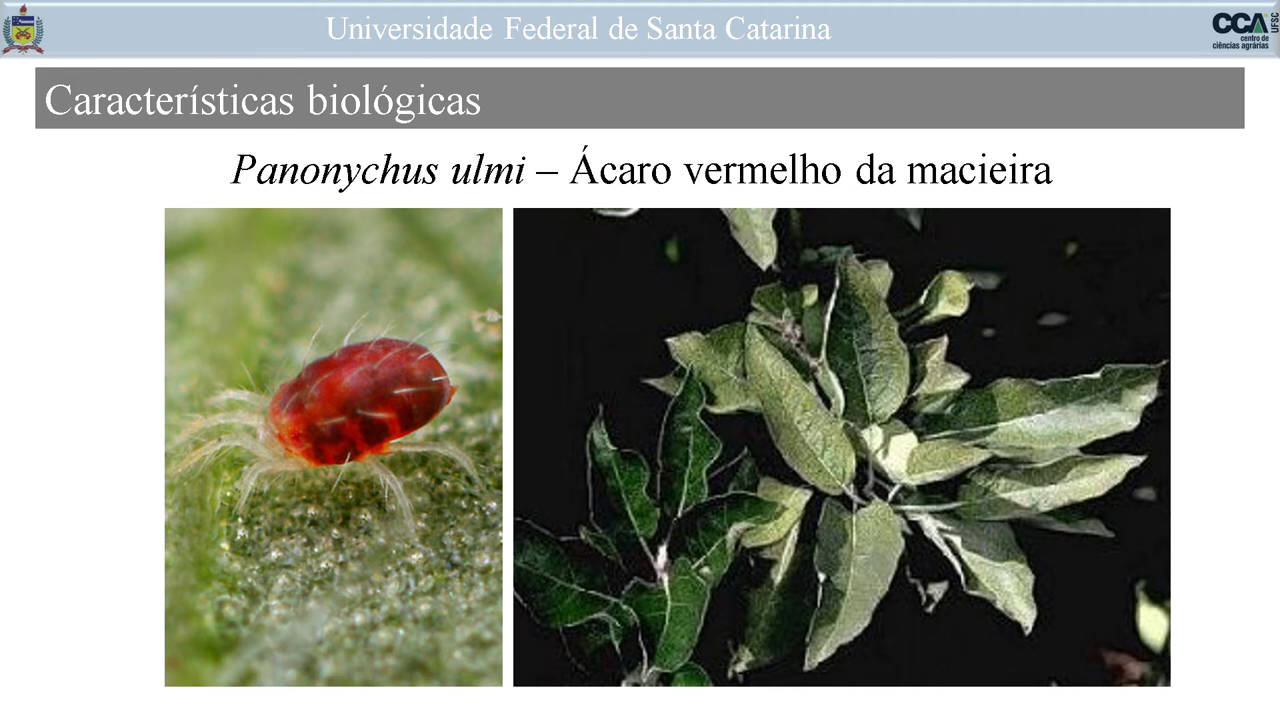 Universidade Federal de Santa Catarina
CCA
UFSC
centro de
ciências agrárias
Características biológicas
Panonychus ulmi – Ácaro vermelho da macieira